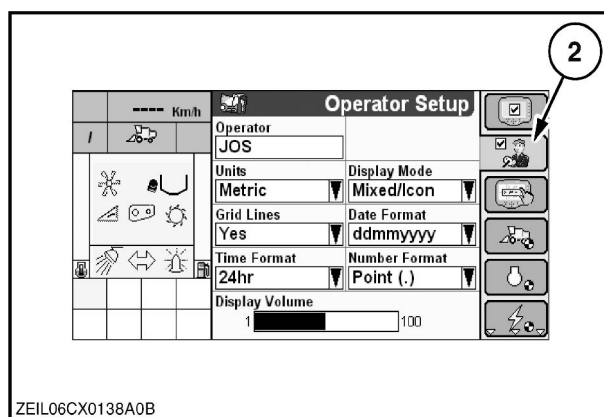 2
---- Km/h
Operator Setup
I
Operator
JOS
Units
Display Mode
Metric
Mixed/Icon
Grid Lines
Date Format
Yes
ddmmyyyy
Time Format
Number Format
24hr
Point (.)
Display Volume
1
100
ZEIL06CX0138A0B